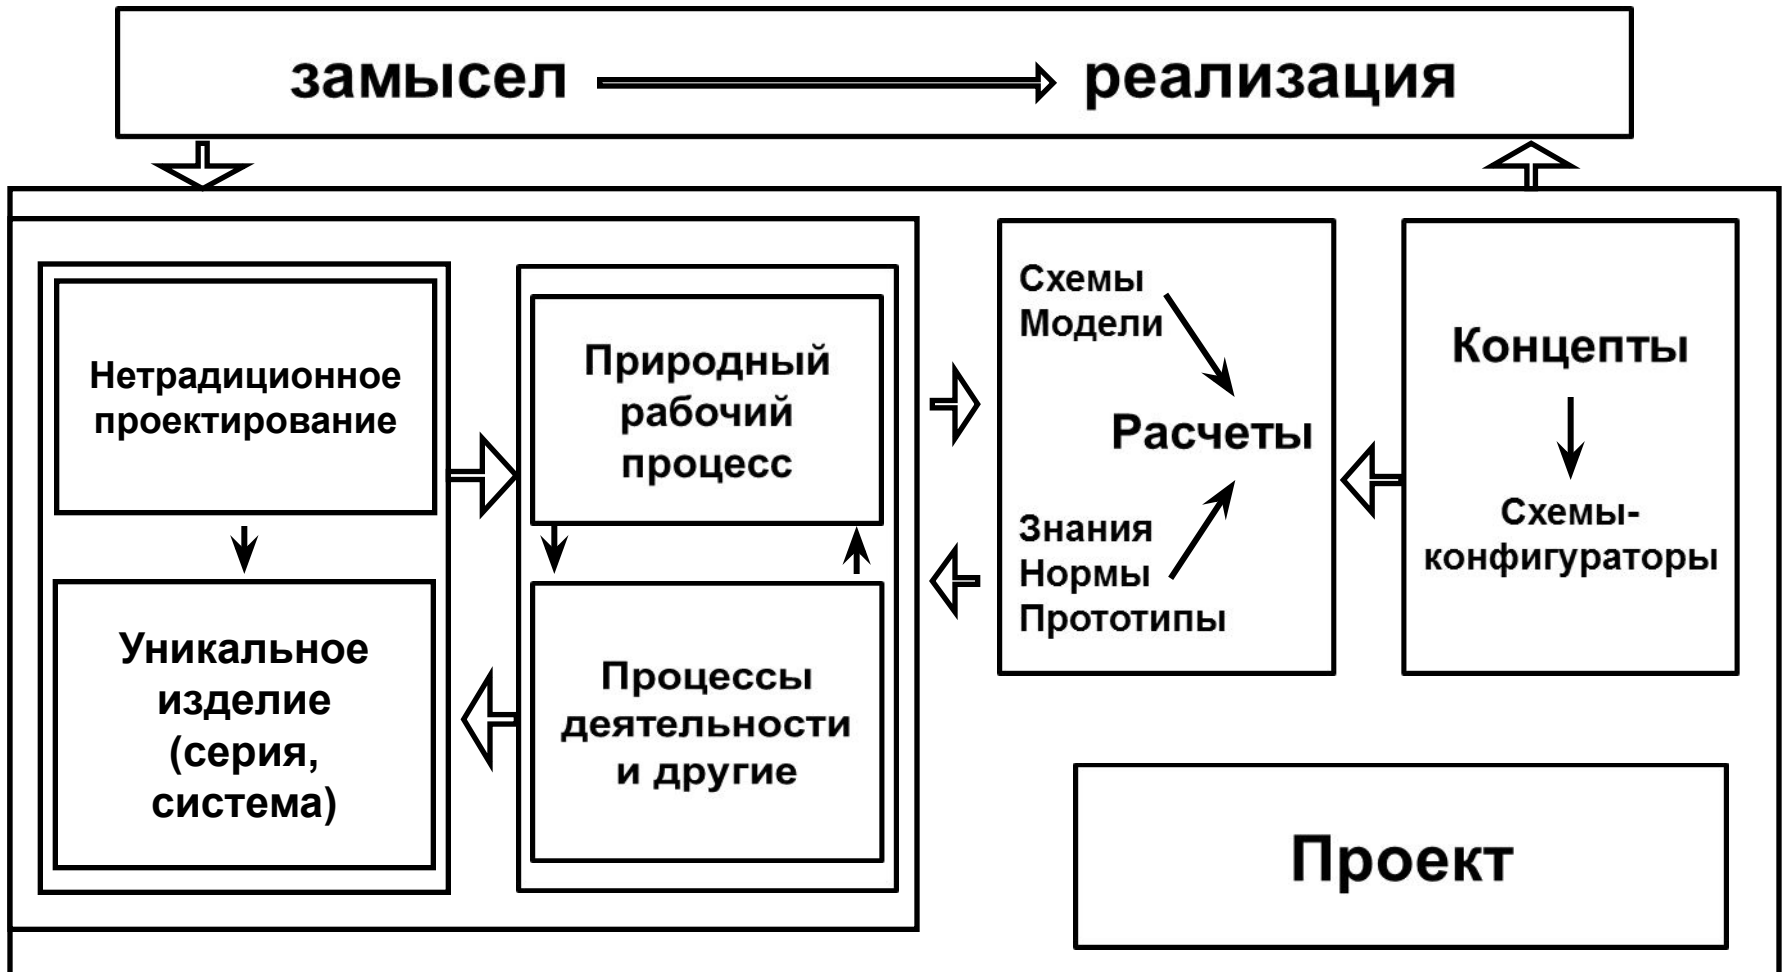 замысел реализация
Нетрадиционное
проектирование
Уникальное
изделие
(серия,
система)
Природный
рабочий
процесс
Процессы
деятельности
и другие
Схемы
Модели
Расчеты
Знания
Нормы
Прототипы
Концепты
Схемы-
конфигураторы
Проект